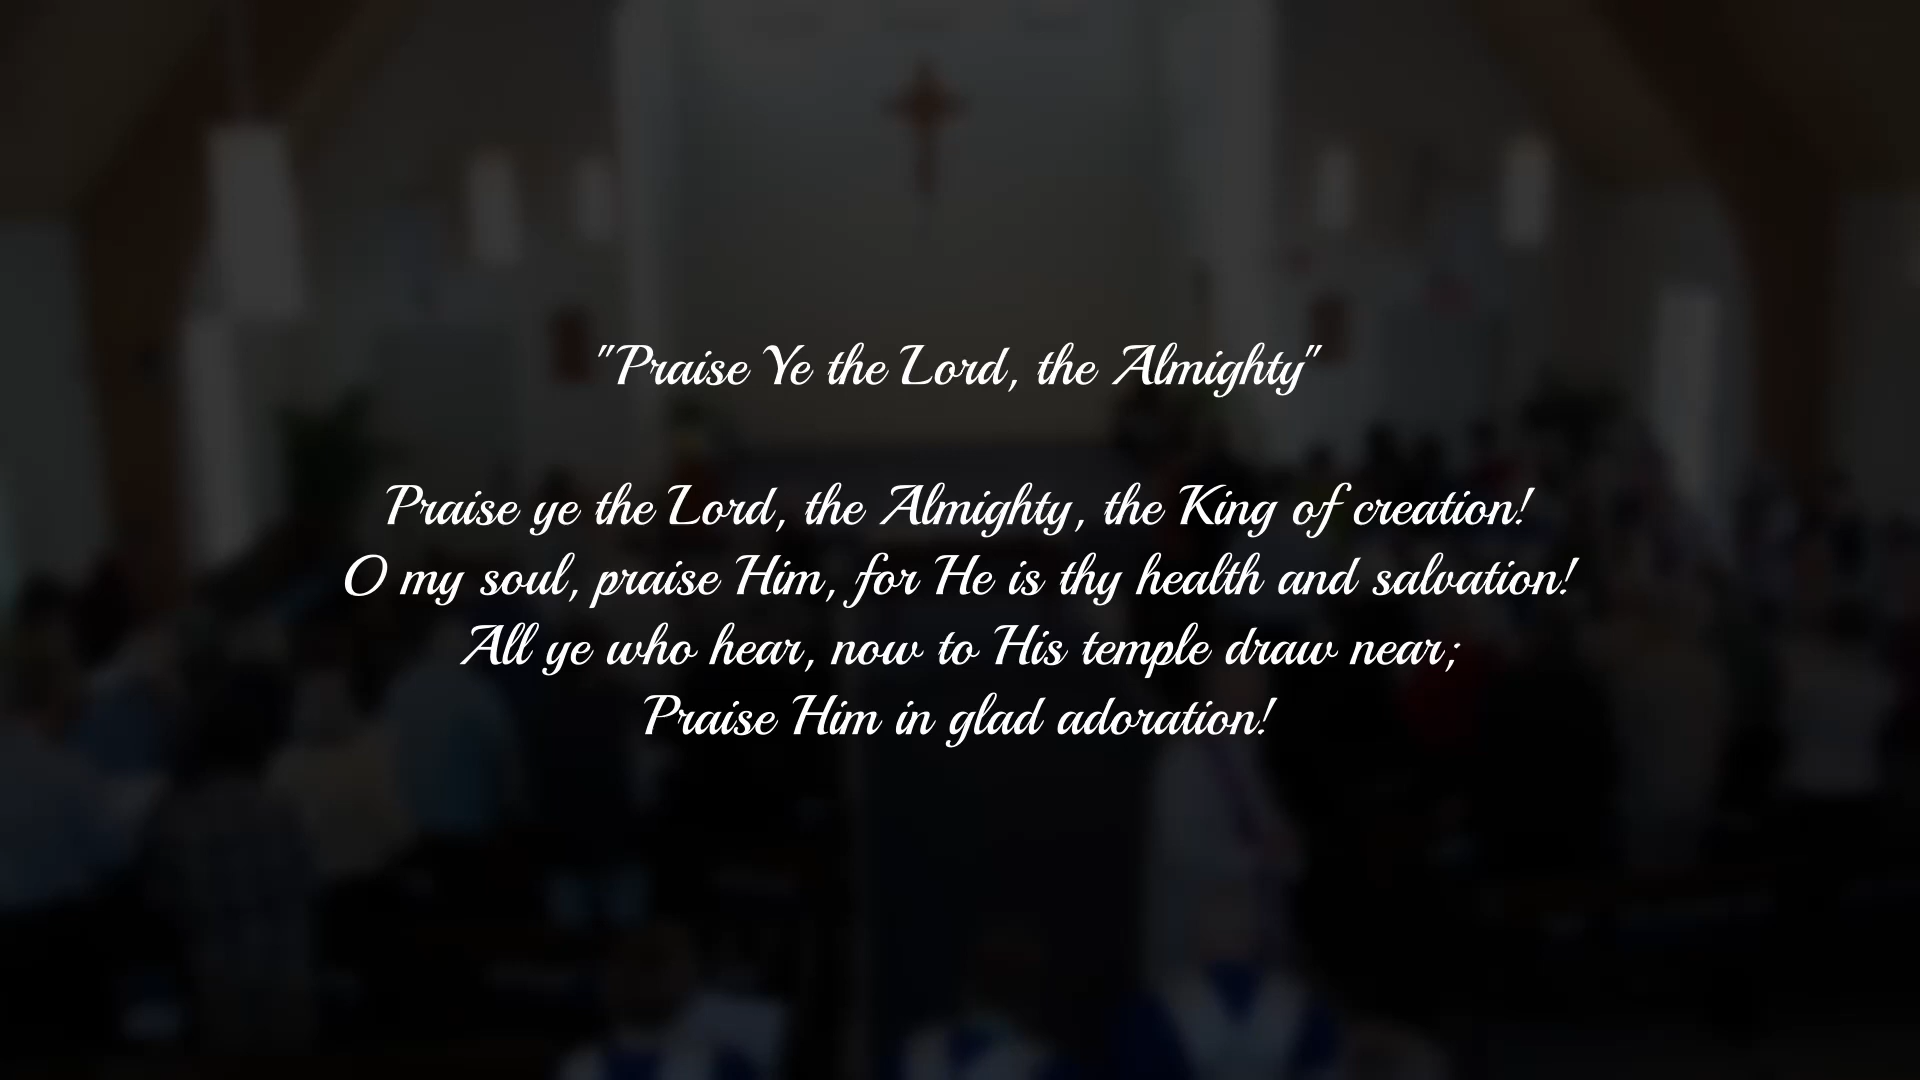 "Praise Ye the Lord, the Almighty"
Praise ye the Lord, the Almighty, the King of creation!
O my soul, praise Him, for He is thy health and salvation!
All ye who hear, now to His temple draw near;
Praise Him in glad adoration!